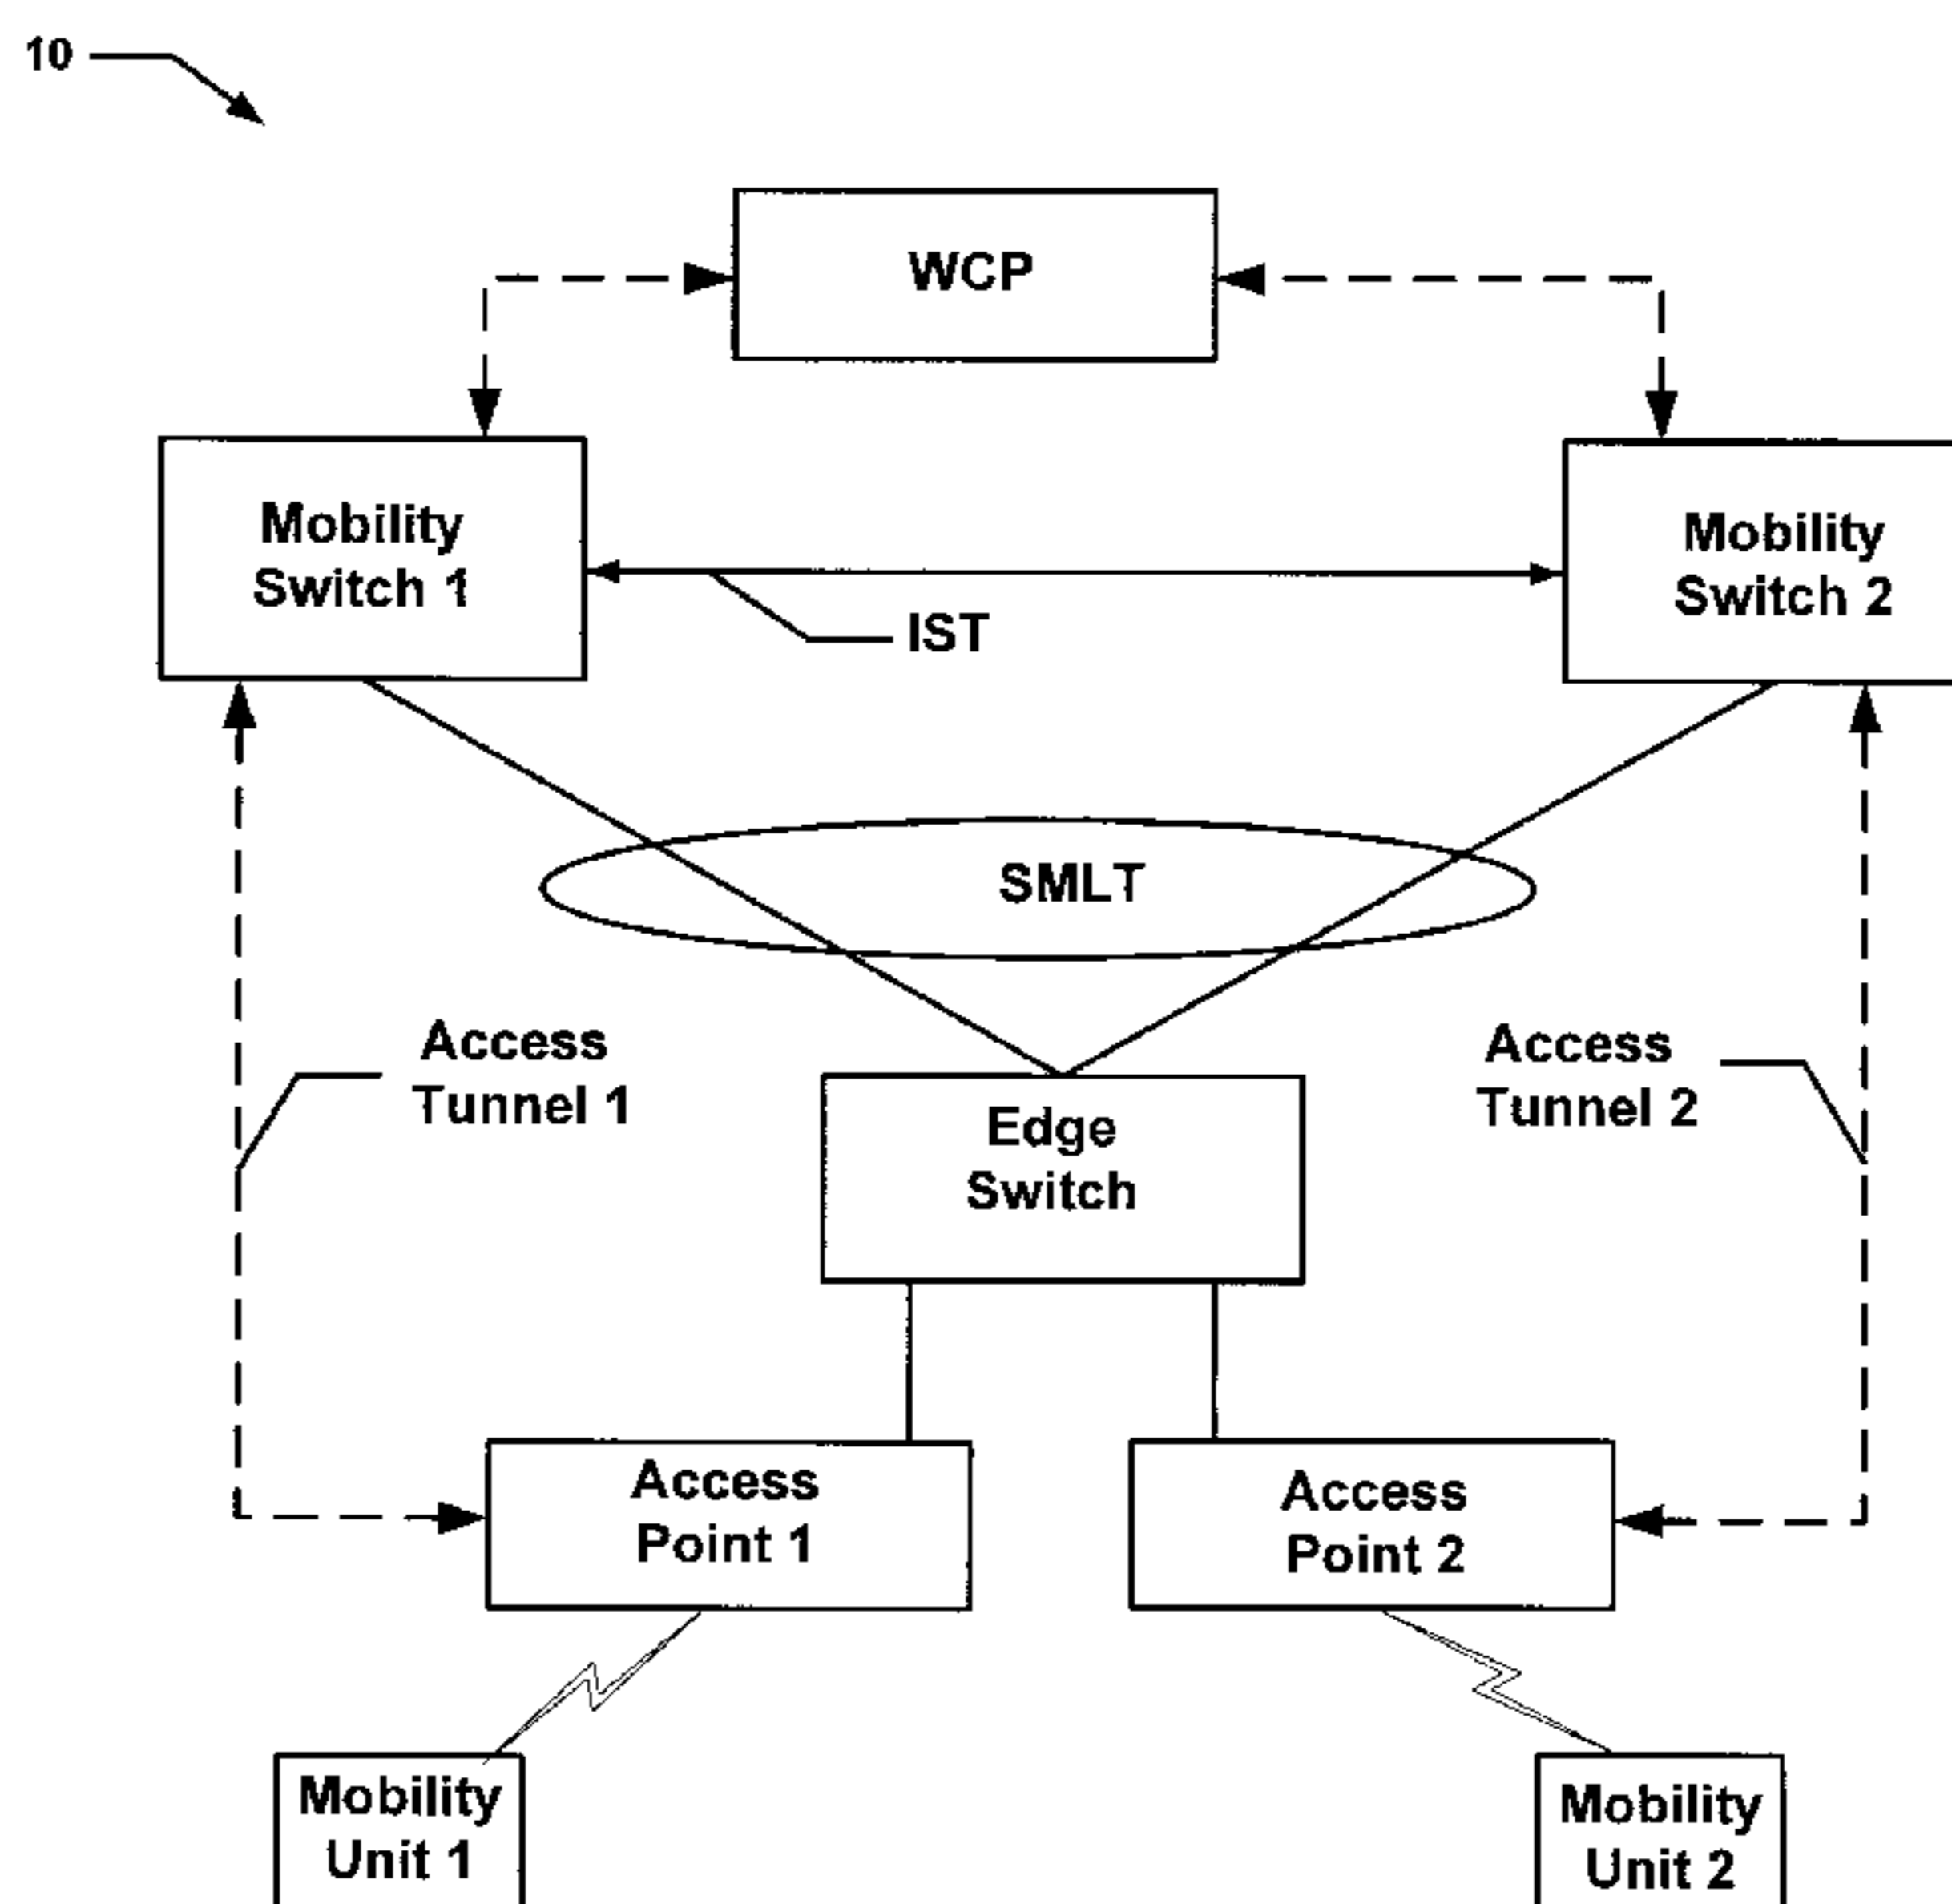 10
WCP
Mobility
Switch 1
Mobility
Switch 2
IST
SMLT
Access
Tunnel 1
Access
Tunnel 2
Edge
Switch
Access
Point 1
Access
Point 2
Mobility
Unit 1
Mobility
Unit 2